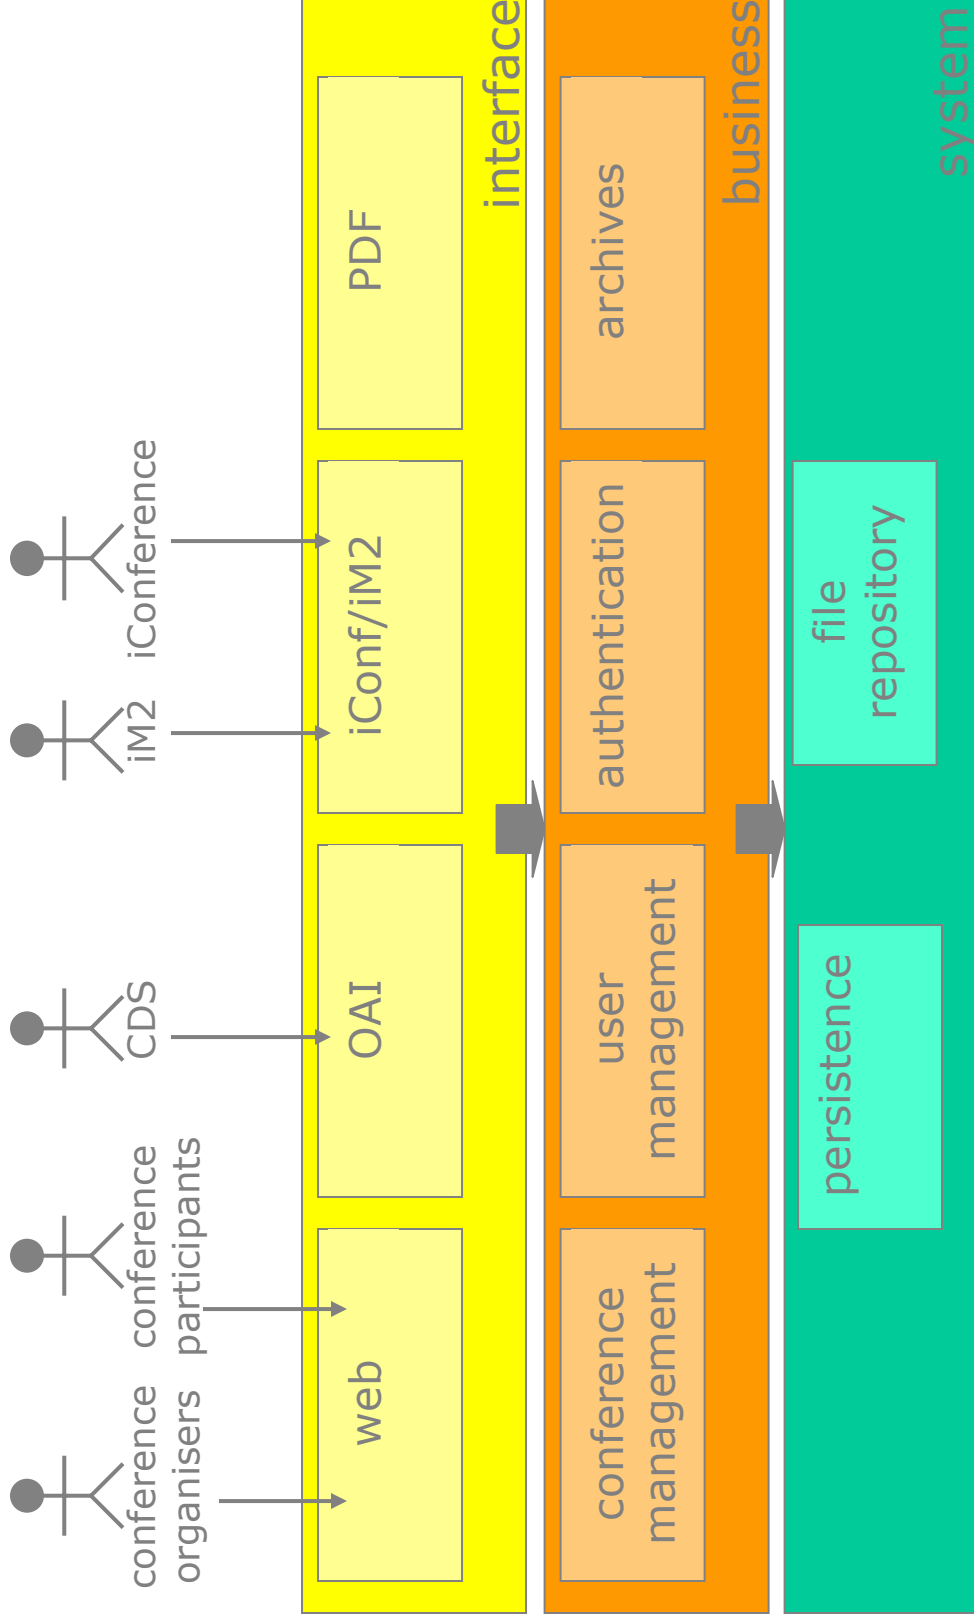 conference
organisers
conference
participants
CDS
iM2
iConference
web
OAI
iConf/iM2
PDF
interface
conference
management
user
management
authentication
archives
business
persistence
file
repository
system